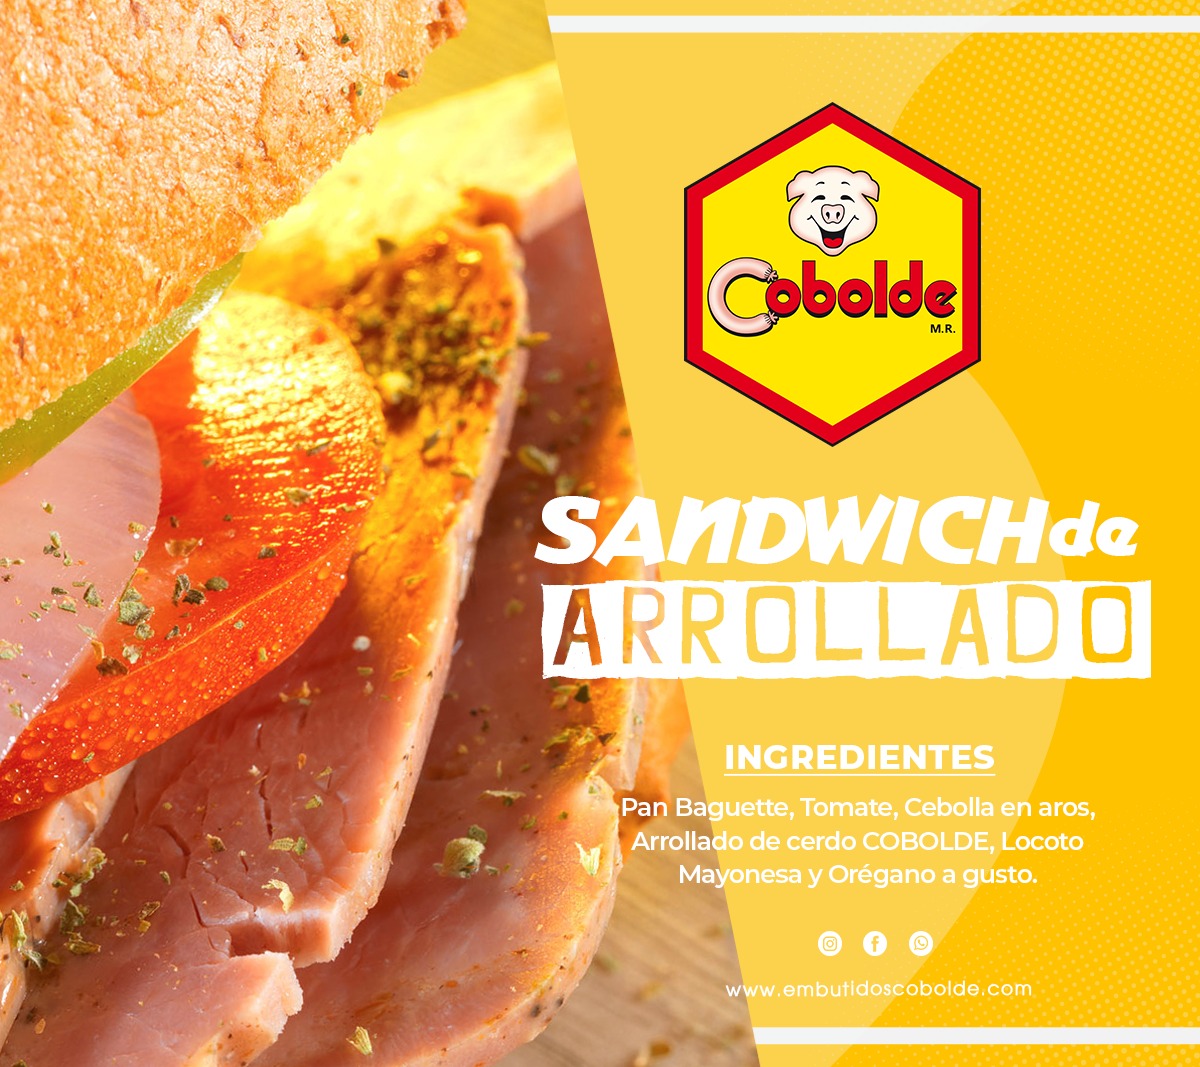 Cobolde
M.R.
SANDWICH de
ARROLLADO
INGREDIENTES
Pan Baguette, Tomate, Cebolla en aros,
Arrollado de cerdo COBOLDE, Locoto
Mayonesa y Orégano a gusto.
www.embutidoscobolde.com